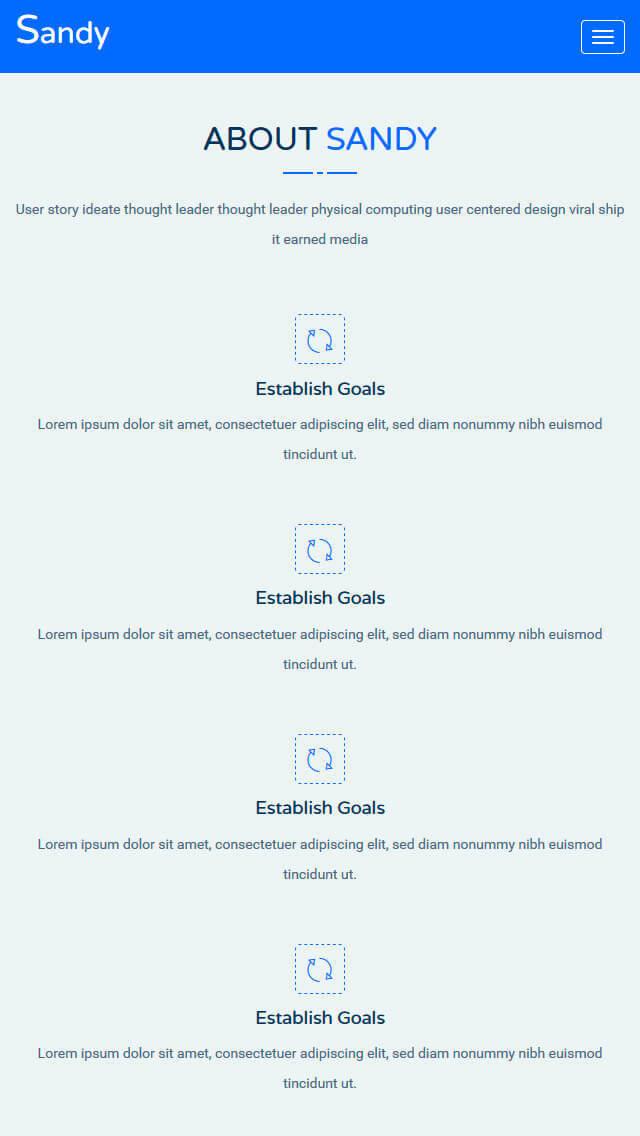 Sandy
ABOUT SANDY
User story ideate thought leader thought leader physical computing user centered design viral ship
it earned media
Establish Goals
Lorem ipsum dolor sit amet, consectetuer adipiscing elit, sed diam nonummy nibh euismod
tincidunt ut.
Establish Goals
Lorem ipsum dolor sit amet, consectetuer adipiscing elit, sed diam nonummy nibh euismod
tincidunt ut.
Establish Goals
Lorem ipsum dolor sit amet, consectetuer adipiscing elit, sed diam nonummy nibh euismod
tincidunt ut.
Establish Goals
Lorem ipsum dolor sit amet, consectetuer adipiscing elit, sed diam nonummy nibh euismod
tincidunt ut.